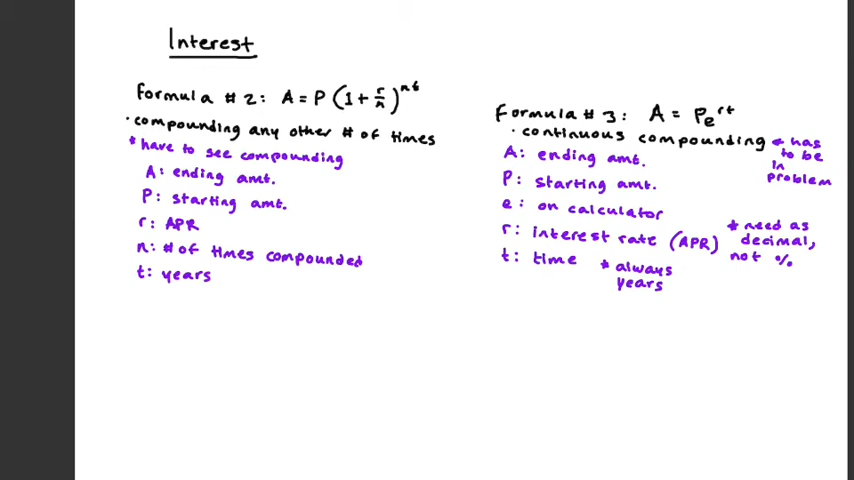 Interest
Formula # 2: A = P (1 + r/n)^nt
• compounding any other # of times
* have to see compounding
A: ending amt.
P: starting amt.
r: APR
n: # of times compounded
t: years
Formula # 3: A = Pe^rt
• continuous compounding ← has
to be
in
problem
A: ending amt.
P: starting amt.
e: on calculator
r: interest rate (APR) * need as
decimal,
not %
t: time * always
years